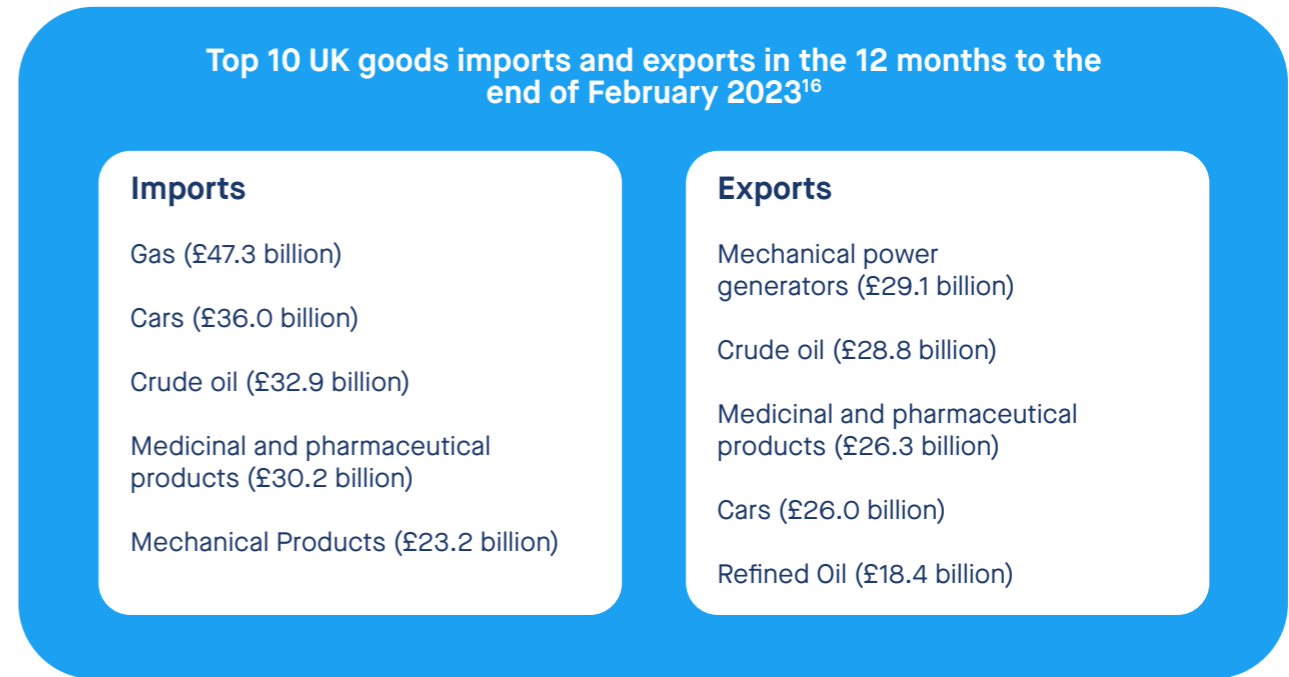 Top 10 UK goods imports and exports in the 12 months to the
end of February 2023¹⁶
Imports
Gas (£47.3 billion)
Cars (£36.0 billion)
Crude oil (£32.9 billion)
Medicinal and pharmaceutical
products (£30.2 billion)
Mechanical Products (£23.2 billion)
Exports
Mechanical power
generators (£29.1 billion)
Crude oil (£28.8 billion)
Medicinal and pharmaceutical
products (£26.3 billion)
Cars (£26.0 billion)
Refined Oil (£18.4 billion)